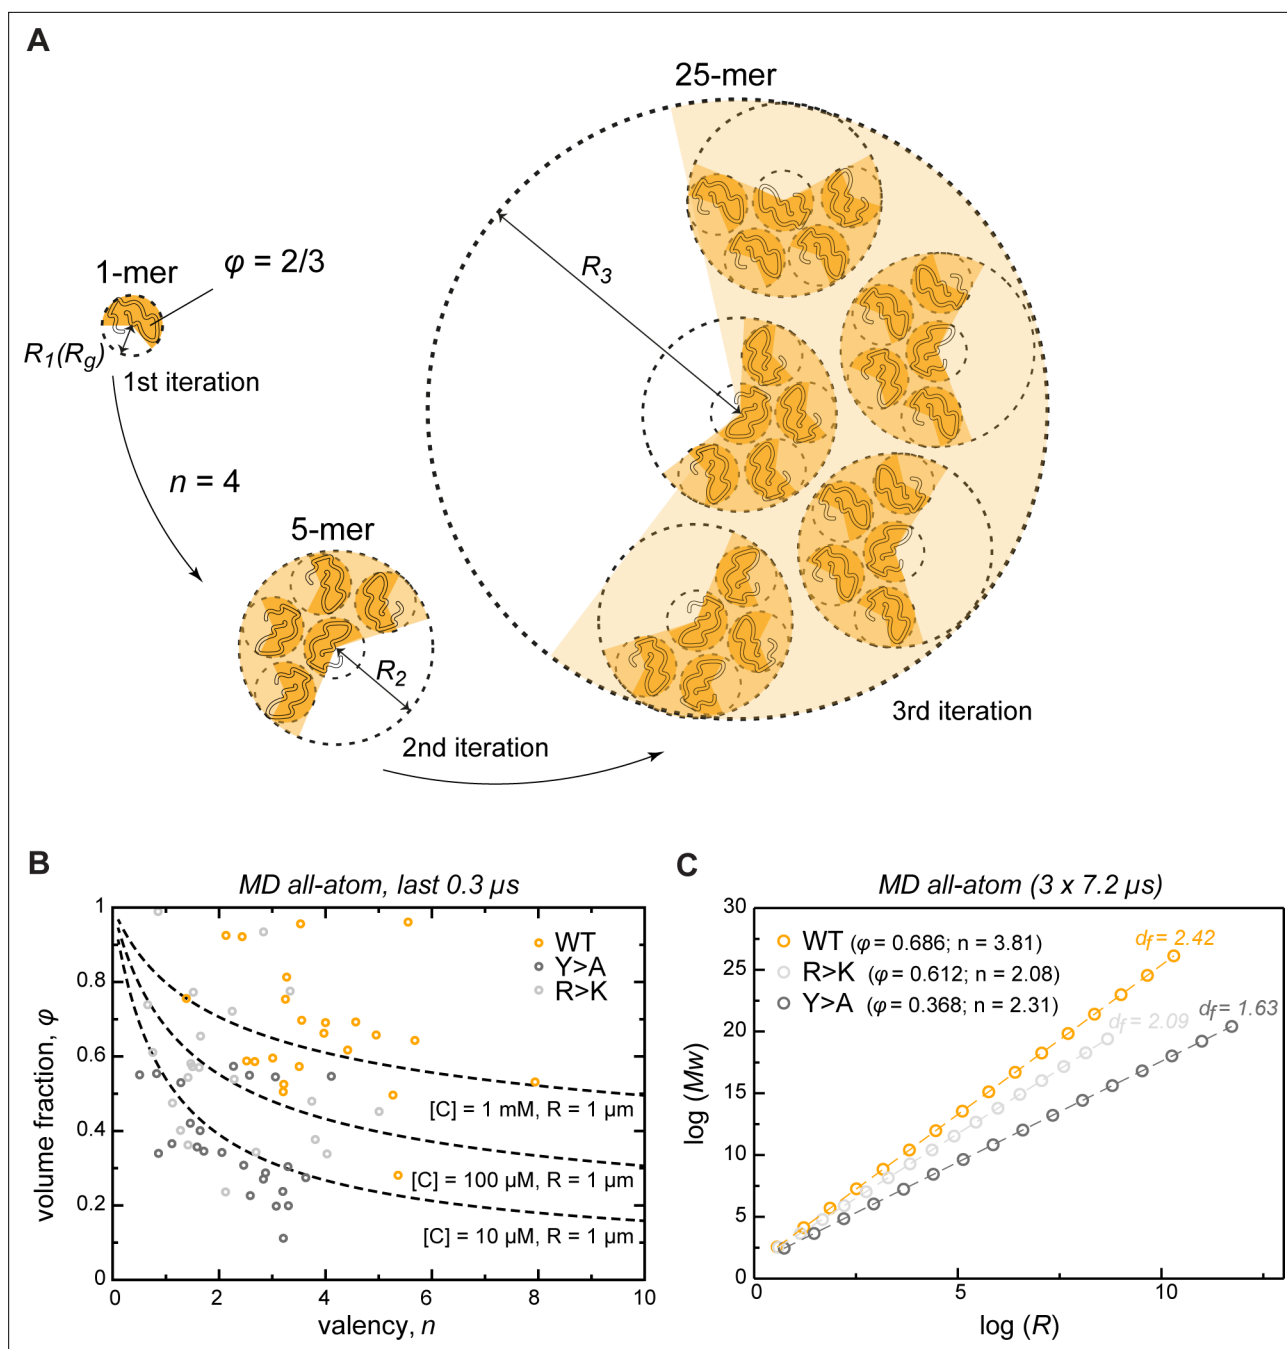 A
25-mer
1-mer
φ = 2/3
R3
R1(Rg)
1st iteration
n = 4
5-mer
R2
2nd iteration
3rd iteration
B
MD all-atom, last 0.3 µs
1
0.8
0.6
0.4
0.2
0
volume fraction, φ
WT
Y>A
R>K
[C] = 1 mM, R = 1 µm
[C] = 100 µM, R = 1 µm
[C] = 10 µM, R = 1 µm
0 2 4 6 8 10
valency, n
C
MD all-atom (3 x 7.2 µs)
30
25
20
15
10
5
0
log (Mw)
WT (φ = 0.686; n = 3.81)
R>K (φ = 0.612; n = 2.08)
Y>A (φ = 0.368; n = 2.31)
df = 2.42
df = 2.09
df = 1.63
0 5 10
log (R)